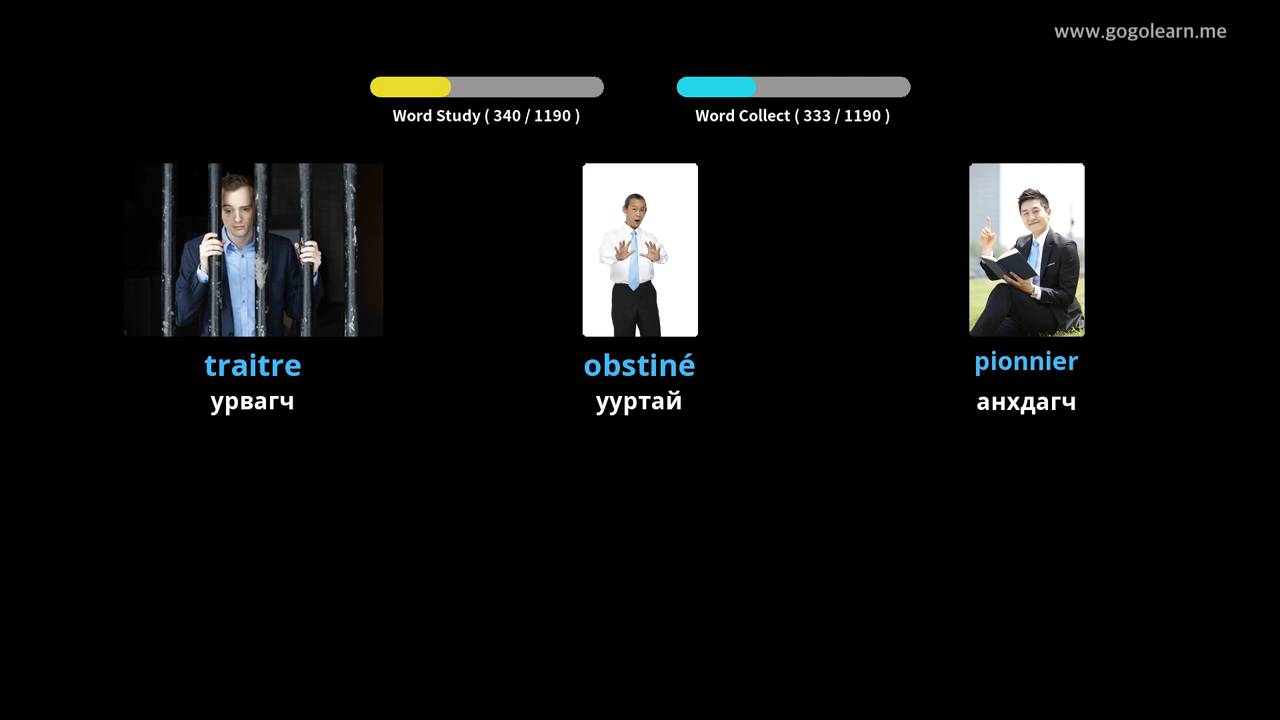 www.gogolearn.me
Word Study ( 340 / 1190 )
Word Collect ( 333 / 1190 )
traitre
obstiné
pionnier
урвагч
ууртай
анхдагч